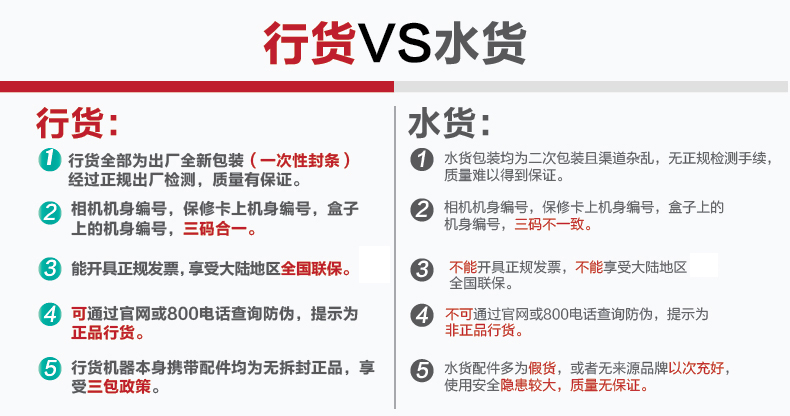 行货VS水货
行货：
1 行货全部为出厂全新包装（一次性封条）
经过正规出厂检测，质量有保证。
2 相机机身编号，保修卡上机身编号，盒子
上的机身编号，三码合一。
3 能开具正规发票，享受大陆地区全国联保。
4 可通过官网或800电话查询防伪，提示为
正品行货。
5 行货机器本身携带配件均为无拆封正品，享
受三包政策。
水货：
1 水货包装均为二次包装且渠道杂乱，无正规检测手续，
质量难以得到保证。
2 相机机身编号，保修卡上机身编号，盒子上的
机身编号，三码不一致。
3 不能开具正规发票，不能享受大陆地区
全国联保。
4 不可通过官网或800电话查询防伪，提示为
非正品行货。
5 水货配件多为假货，或者无来源品牌以次充好，
使用安全隐患较大，质量无保证。